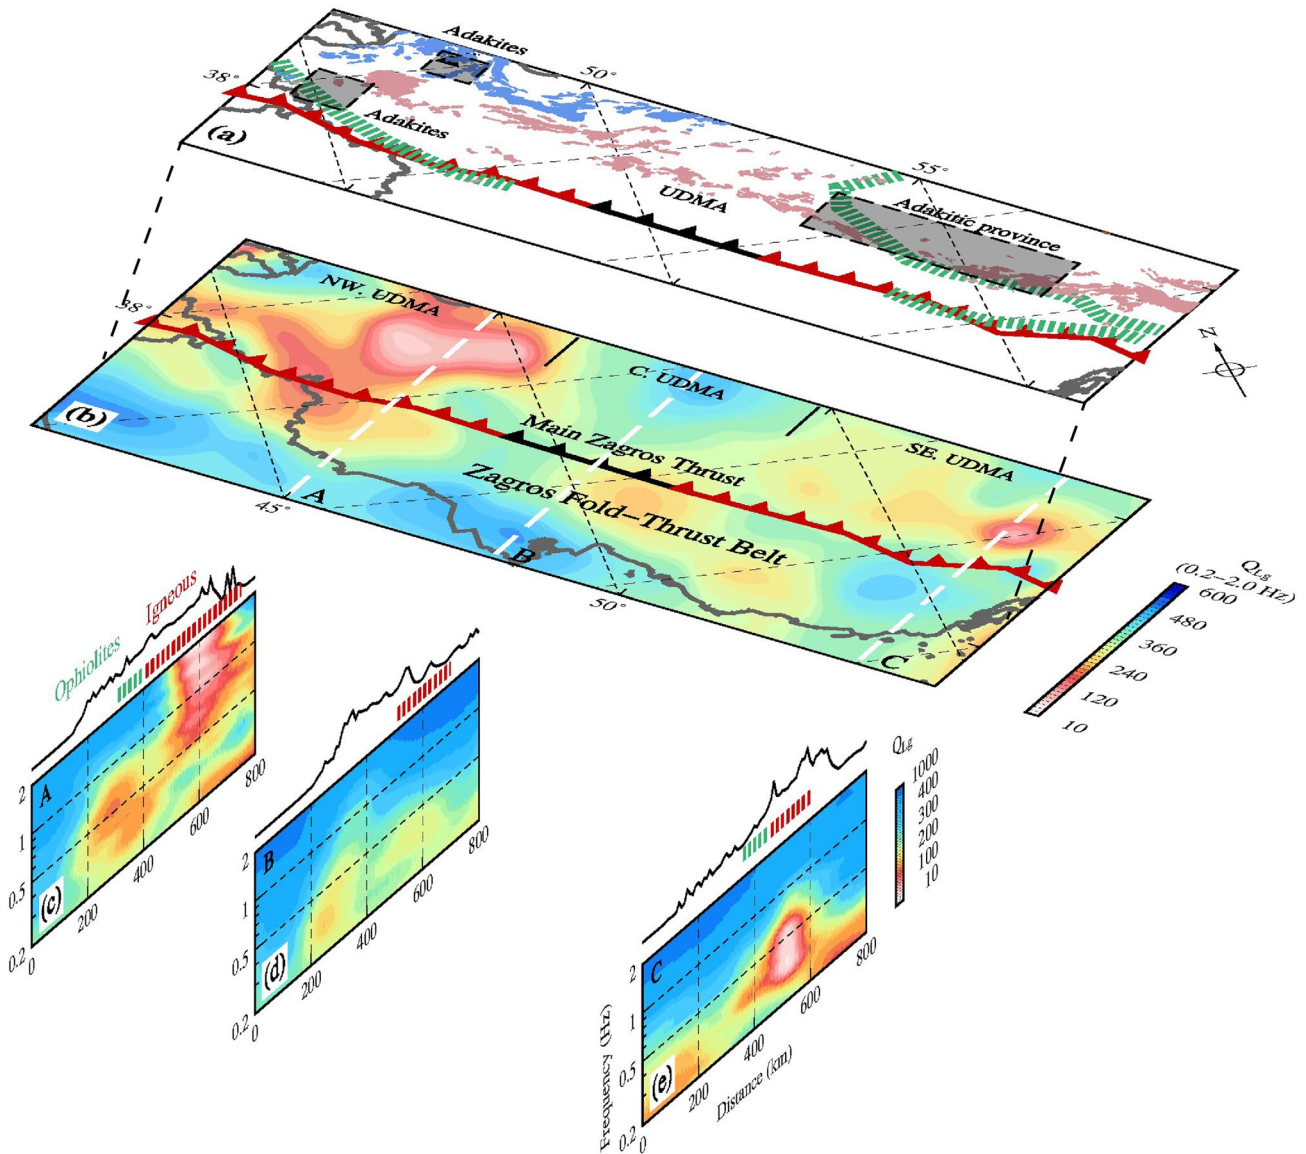 Adakites
50°
38°
Adakites
(a)
55°
UDMA
Adakitic province
N
NW. UDMA
38°
C. UDMA
(b)
Main Zagros Thrust
SE. UDMA
Zagros Fold-Thrust Belt
A
45°
B
50°
C
QLg
(0.2-2.0 Hz)
600
480
360
240
120
10
Igneous
Ophiolites
2
A
1
0.5
0.2
(c)
0
200
400
600
800
2
B
1
0.5
0.2
(d)
0
200
400
600
800
QLg
1000
400
300
200
100
10
2
C
1
0.5
0.2
(e)
0
200
400
600
800
Frequency (Hz)
Distance (km)